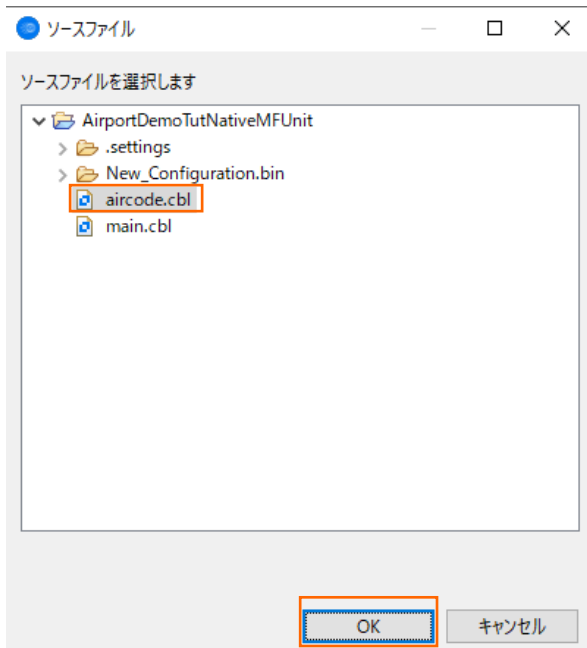 ソースファイル
ソースファイルを選択します
AirportDemoTutNativeMFUnit
.settings
New_Configuration.bin
aircode.cbl
main.cbl
OK キャンセル